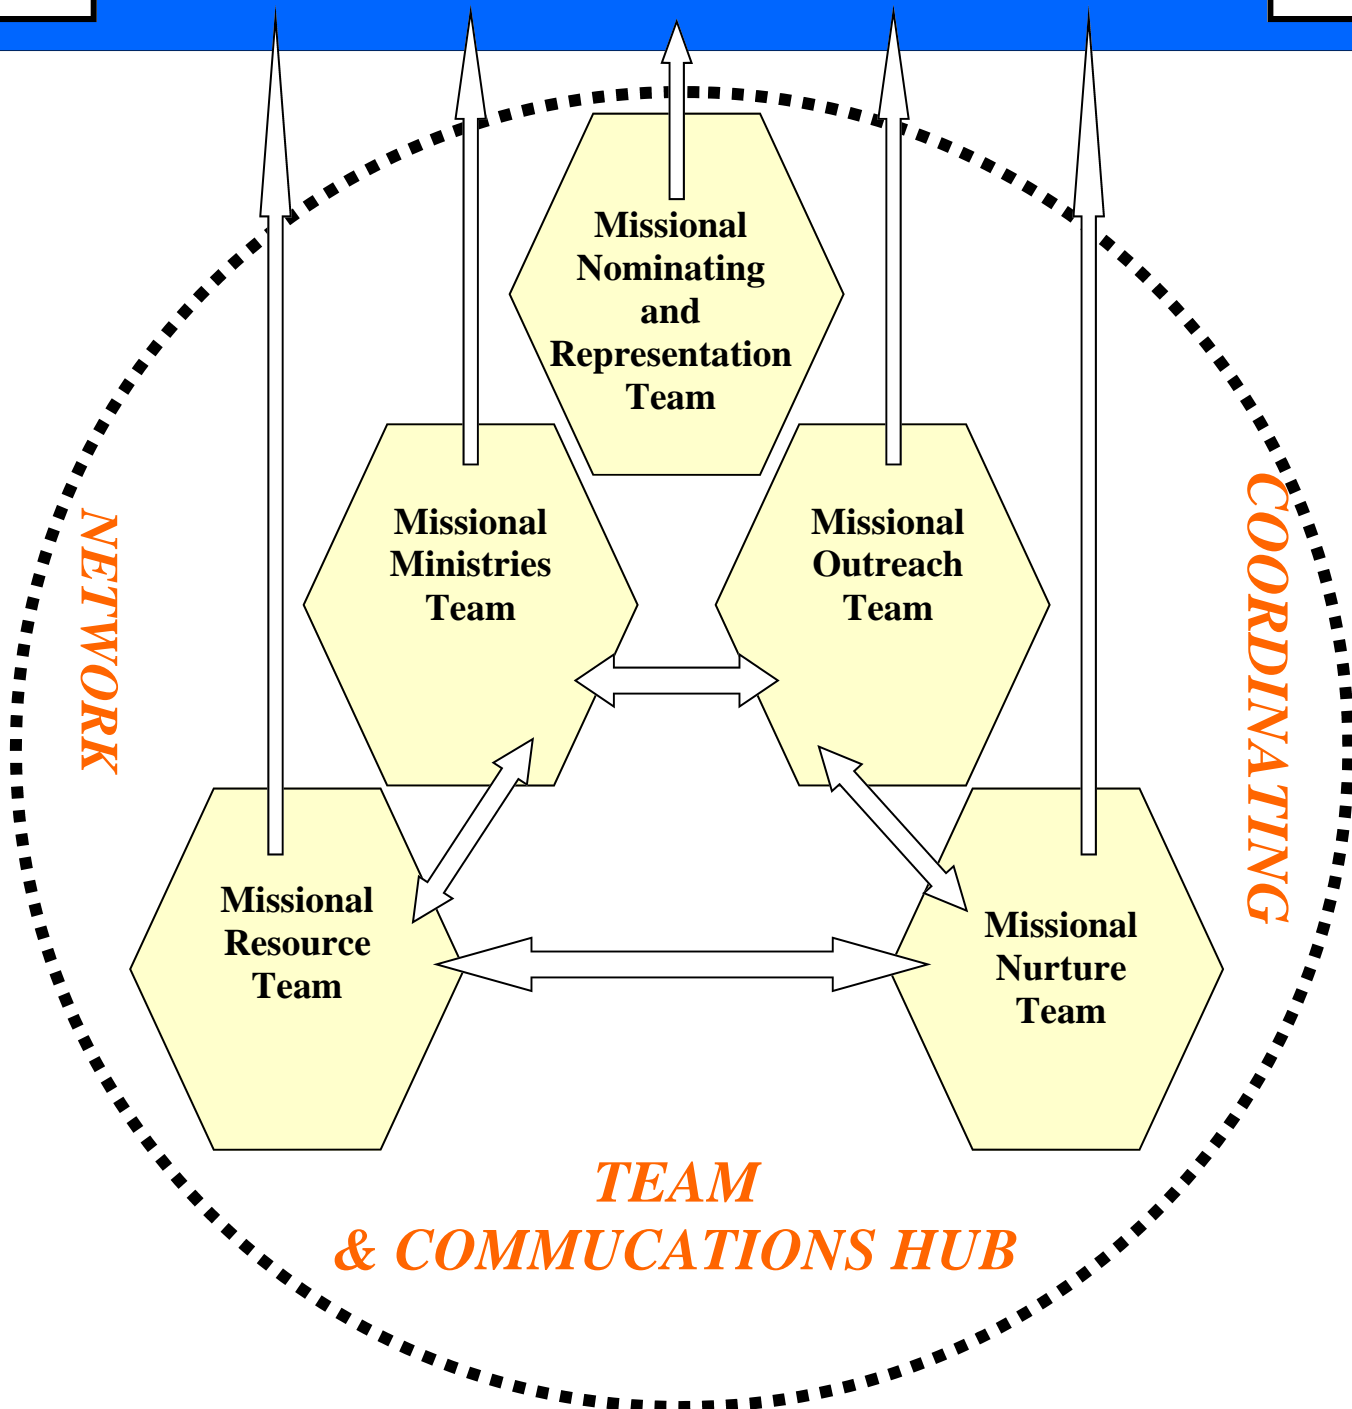 Missional
Nominating
and
Representation
Team
Missional
Ministries
Team
Missional
Outreach
Team
NETWORK
COORDINATING
Missional
Resource
Team
Missional
Nurture
Team
TEAM
& COMMUCATIONS HUB